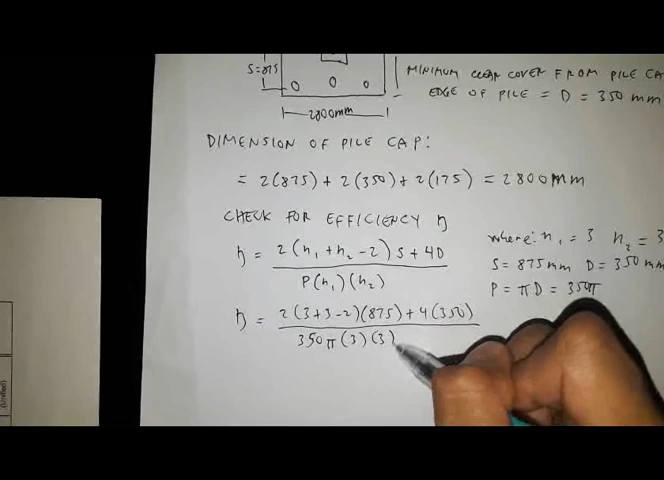 S=875
2800mm
MINIMUM CLEAR COVER FROM PILE CA
EDGE OF PILE = D = 350 mm
DIMENSION OF PILE CAP:
= 2(875) + 2(350) + 2(175) = 2800mm
CHECK FOR EFFICIENCY η
η = 2(n₁ + n₂ - 2) S + 4D
P(n₁)(n₂)
where: n₁ = 3 n₂ = 3
S = 875mm D = 350 mm
P = πD = 350π
η = 2(3+3-2)(875) + 4(350)
350π(3)(3)
(Unified)